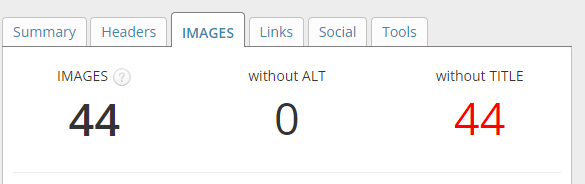 Summary Headers IMAGES Links Social Tools
IMAGES ? without ALT without TITLE
44 0 44